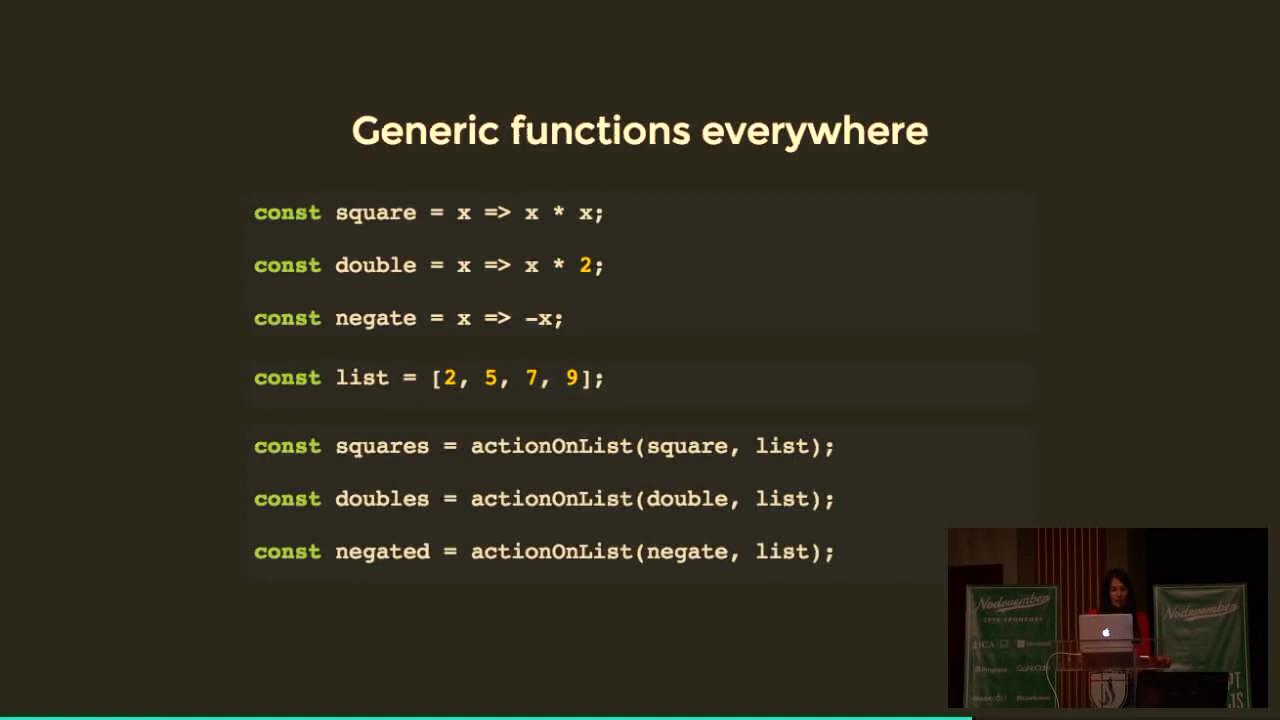 Generic functions everywhere
const square = x => x * x;
const double = x => x * 2;
const negate = x => -x;
const list = [2, 5, 7, 9];
const squares = actionOnList(square, list);
const doubles = actionOnList(double, list);
const negated = actionOnList(negate, list);
Nodevember
Nodevember